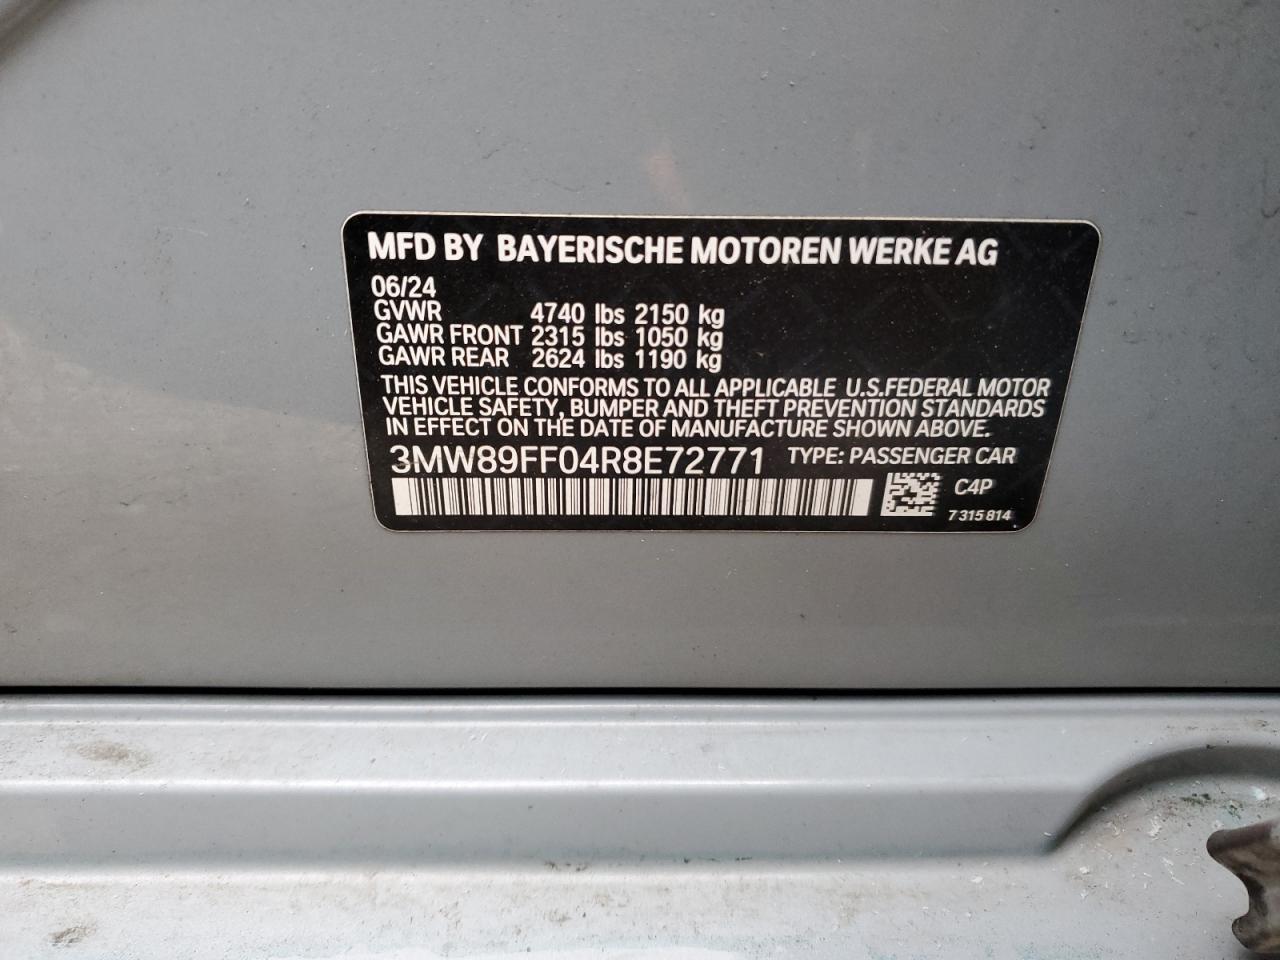 MFD BY BAYERISCHE MOTOREN WERKE AG
06/24
GVWR 4740 lbs 2150 kg
GAWR FRONT 2315 lbs 1050 kg
GAWR REAR 2624 lbs 1190 kg
THIS VEHICLE CONFORMS TO ALL APPLICABLE U.S.FEDERAL MOTOR
VEHICLE SAFETY, BUMPER AND THEFT PREVENTION STANDARDS
IN EFFECT ON THE DATE OF MANUFACTURE SHOWN ABOVE.
3MW89FF04R8E72771 TYPE: PASSENGER CAR
C4P
7 315 814